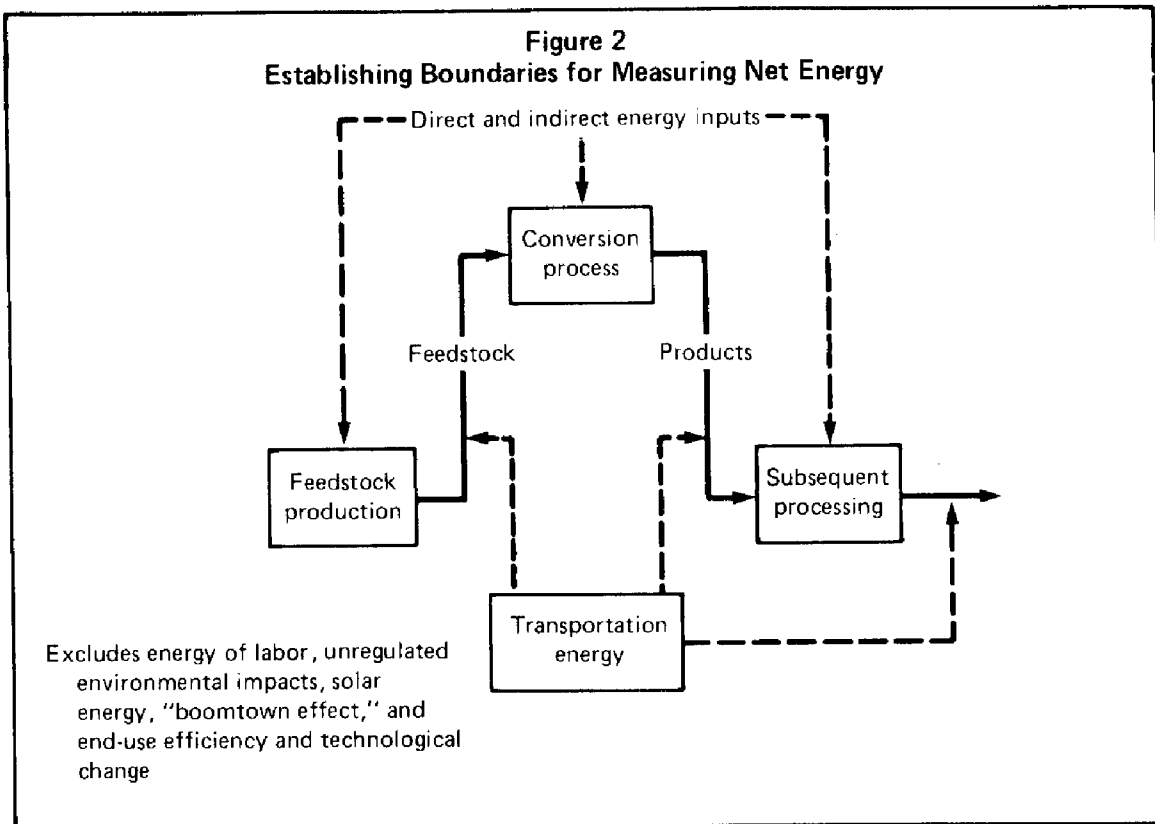 Figure 2
Establishing Boundaries for Measuring Net Energy
Direct and indirect energy inputs
Conversion
process
Feedstock
Products
Feedstock
production
Subsequent
processing
Transportation
energy
Excludes energy of labor, unregulated
environmental impacts, solar
energy, "boomtown effect," and
end-use efficiency and technological
change